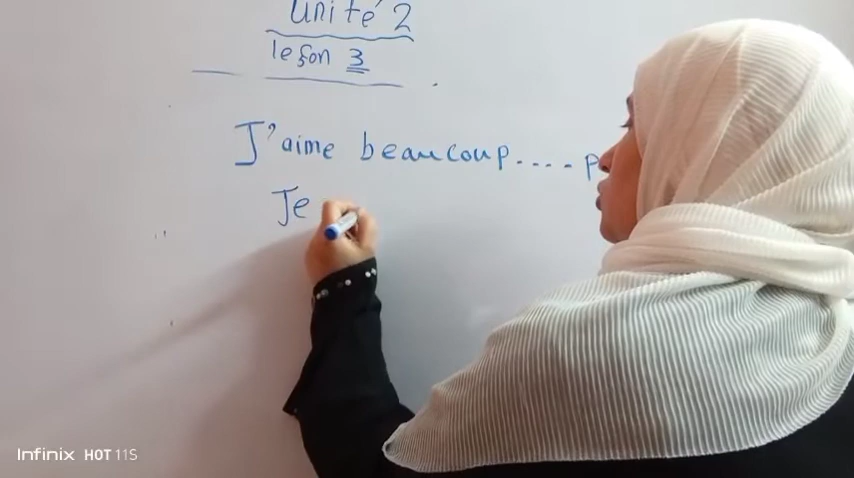 Unité 2
leçon 3
J'aime beaucoup.... p
Je
Infinix HOT 11S